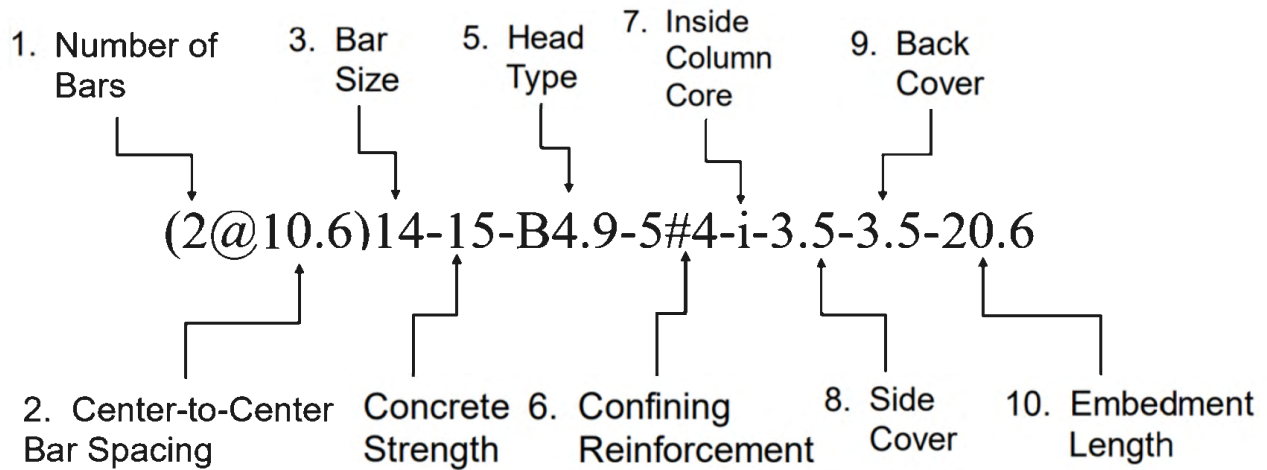 1. Number of
Bars
3. Bar
Size
5. Head
Type
7. Inside
Column
Core
9. Back
Cover
(2@10.6)14-15-B4.9-5#4-i-3.5-3.5-20.6
2. Center-to-Center
Bar Spacing
Concrete
Strength
6. Confining
Reinforcement
8. Side
Cover
10. Embedment
Length